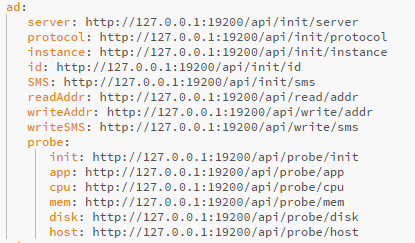 ad:
server: http://127.0.0.1:19200/api/init/server
protocol: http://127.0.0.1:19200/api/init/protocol
instance: http://127.0.0.1:19200/api/init/instance
id: http://127.0.0.1:19200/api/init/id
SMS: http://127.0.0.1:19200/api/init/sms
readAddr: http://127.0.0.1:19200/api/read/addr
writeAddr: http://127.0.0.1:19200/api/write/addr
writeSMS: http://127.0.0.1:19200/api/write/sms
probe:
init: http://127.0.0.1:19200/api/probe/init
app: http://127.0.0.1:19200/api/probe/app
cpu: http://127.0.0.1:19200/api/probe/cpu
mem: http://127.0.0.1:19200/api/probe/mem
disk: http://127.0.0.1:19200/api/probe/disk
host: http://127.0.0.1:19200/api/probe/host